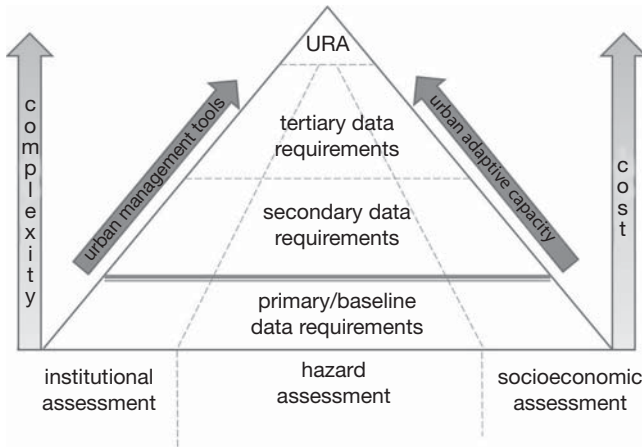 URA
complexity
urban management tools
urban adaptive capacity
cost
tertiary data
requirements
secondary data
requirements
primary/baseline
data requirements
institutional
assessment
hazard
assessment
socioeconomic
assessment